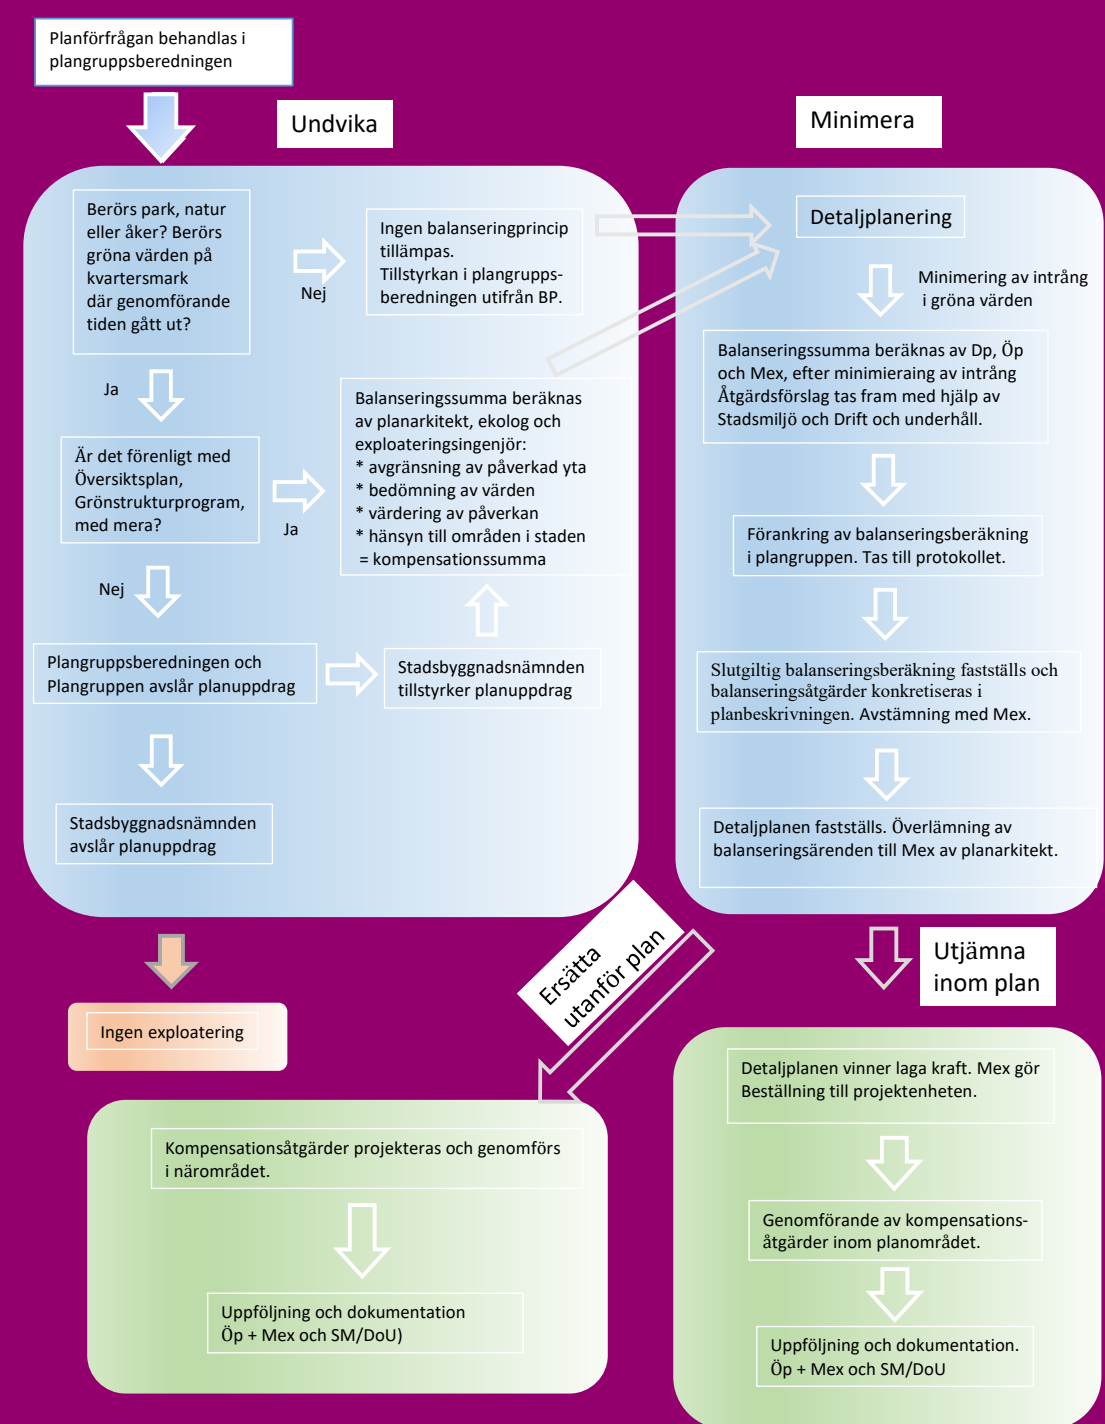 Planförfrågan behandlas i
plangruppsberedningen
Undvika
Berörs park, natur
eller åker? Berörs
gröna värden på
kvartersmark
där genomförande
tiden gått ut?
Nej
Ingen balanseringprincip
tillämpas.
Tillstyrkan i plangrupps-
beredningen utifrån BP.
Ja
Är det förenligt med
Översiktsplan,
Grönstrukturprogram,
med mera?
Ja
Balanseringssumma beräknas
av planarkitekt, ekolog och
exploateringsingenjör:
* avgränsning av påverkad yta
* bedömning av värden
* värdering av påverkan
* hänsyn till områden i staden
= kompensationssumma
Nej
Plangruppsberedningen och
Plangruppen avslår planuppdrag
Stadsbyggnadsnämnden
tillstyrker planuppdrag
Stadsbyggnadsnämnden
avslår planuppdrag
Ingen exploatering
Minimera
Detaljplanering
Minimering av intrång
i gröna värden
Balanseringssumma beräknas av Dp, Öp
och Mex, efter minimieraing av intrång
Åtgärdsförslag tas fram med hjälp av
Stadsmiljö och Drift och underhåll.
Förankring av balanseringsberäkning
i plangruppen. Tas till protokollet.
Slutgiltig balanseringsberäkning fastställs och
balanseringsåtgärder konkretiseras i
planbeskrivningen. Avstämning med Mex.
Detaljplanen fastställs. Överlämning av
balanseringsärenden till Mex av planarkitekt.
Ersätta
utanför plan
Kompensationsåtgärder projekteras och genomförs
i närområdet.
Uppföljning och dokumentation
Öp + Mex och SM/DoU)
Utjämna
inom plan
Detaljplanen vinner laga kraft. Mex gör
Beställning till projektenheten.
Genomförande av kompensations-
åtgärder inom planområdet.
Uppföljning och dokumentation.
Öp + Mex och SM/DoU